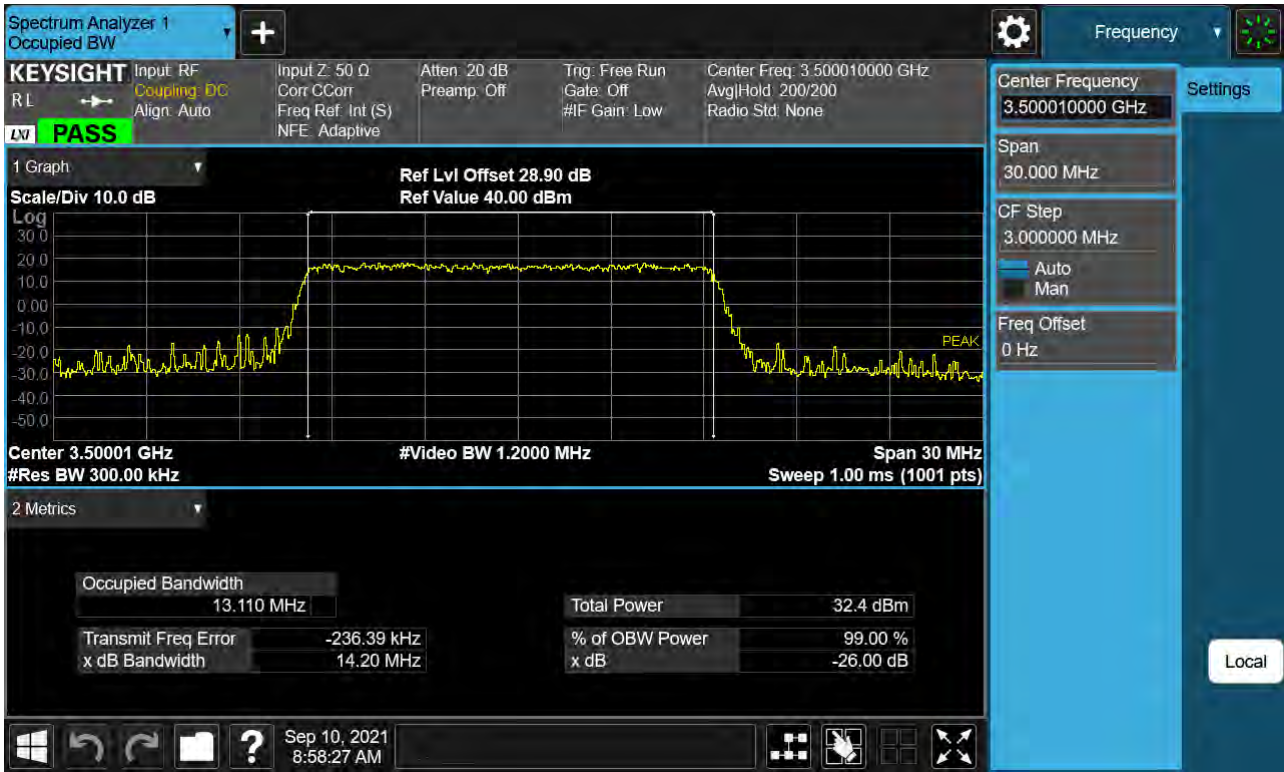 Spectrum Analyzer 1
Occupied BW
Frequency
KEYSIGHT
RL
LXI
PASS
Input: RF
Coupling: DC
Align: Auto
Input Z: 50 Ω
Corr CCorr
Freq Ref: Int (S)
NFE: Adaptive
Atten: 20 dB
Preamp: Off
Trig: Free Run
Gate: Off
#IF Gain: Low
Center Freq: 3.500010000 GHz
Avg|Hold: 200/200
Radio Std: None
1 Graph
Scale/Div 10.0 dB
Ref Lvl Offset 28.90 dB
Ref Value 40.00 dBm
Log
30.0
20.0
10.0
0.00
-10.0
-20.0
-30.0
-40.0
-50.0
PEAK
Center 3.50001 GHz
#Video BW 1.2000 MHz
Span 30 MHz
#Res BW 300.00 kHz
Sweep 1.00 ms (1001 pts)
2 Metrics
Occupied Bandwidth
13.110 MHz
Total Power 32.4 dBm
Transmit Freq Error -236.39 kHz
% of OBW Power 99.00 %
x dB Bandwidth 14.20 MHz
x dB -26.00 dB
Center Frequency
3.500010000 GHz
Settings
Span
30.000 MHz
CF Step
3.000000 MHz
Auto
Man
Freq Offset
0 Hz
Local
?
Sep 10, 2021
8:58:27 AM